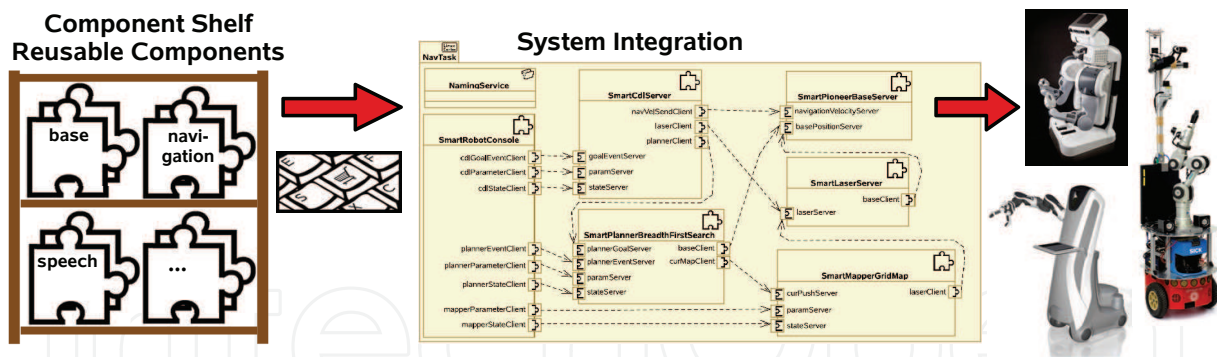 Component Shelf
Reusable Components
base
navi-
gation
speech
...
System Integration
NavTask
NamingService
SmartRobotConsole
cdlGoalEventClient
cdlParameterClient
cdlStateClient
plannerEventClient
plannerParameterClient
plannerStateClient
mapperParameterClient
mapperStateClient
SmartCdlServer
navVelSendClient
laserClient
plannerClient
goalEventServer
paramServer
stateServer
SmartPlannerBreadthFirstSearch
plannerGoalServer
plannerEventServer
paramServer
stateServer
baseClient
curMapClient
SmartPioneerBaseServer
navigationVelocityServer
basePositionServer
SmartLaserServer
baseClient
laserServer
SmartMapperGridMap
laserClient
curPushServer
paramServer
stateServer
E
S
X
C
F
SICK